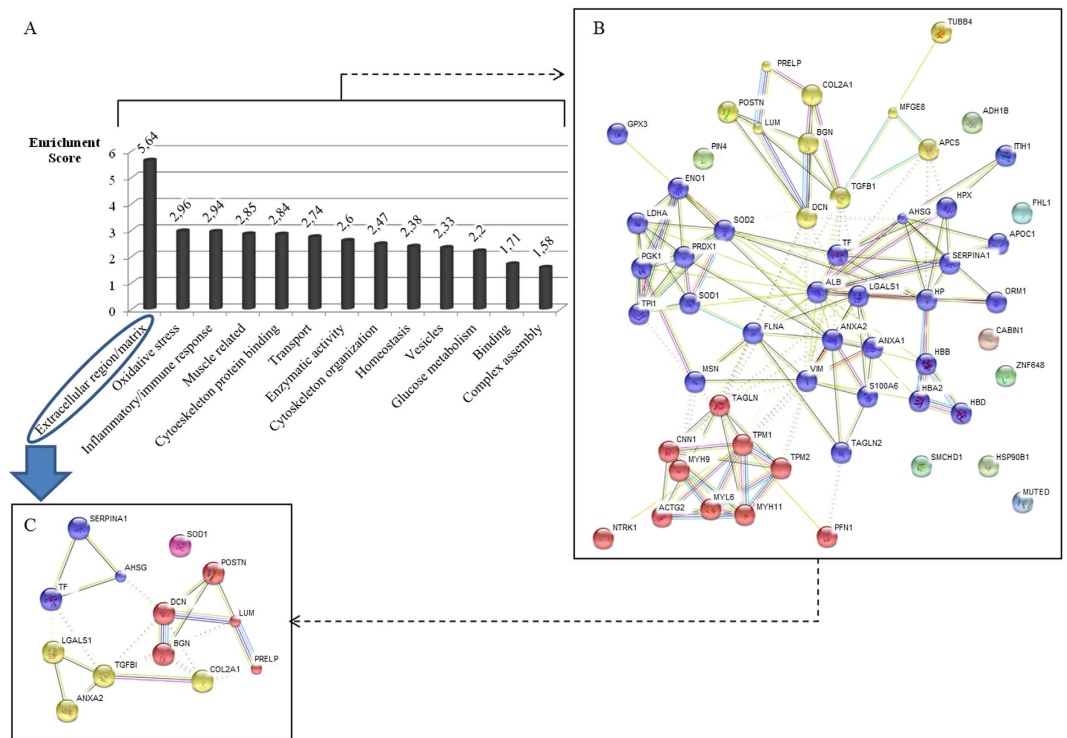 A
Enrichment
Score
6
5
4
3
2
1
0
5,64
2,96
2,94
2,85
2,84
2,74
2,6
2,47
2,38
2,33
2,2
1,71
1,58
Extracellular region/matrix
Oxidative stress
Inflammatory/immune response
Muscle related
Cytoeskeleton protein binding
Transport
Enzymatic activity
Cytoskeleton organization
Homeostasis
Vesicles
Glucose metabolism
Binding
Complex assembly
B
TUBB4
PRELP
COL2A1
POSTN
LUM
MFGE8
ADH1B
GPX3
BGN
APCS
PIN4
ITIH1
ENO1
TGFB1
DCN
AHSG
HPX
FHL1
LDHA
SOD2
APOC1
TF
PRDX1
SERPINA1
PGK1
ALB
LGALS1
HP
ORM1
SOD1
TPI1
FLNA
ANXA2
ANXA1
CABIN1
HBB
ZNF648
MSN
VIM
S100A6
HBA2
HBD
TAGLN
CNN1
TPM1
TAGLN2
MYH9
TPM2
SMCHD1
HSP90B1
MYL6
MUTED
ACTG2
MYH11
NTRK1
PFN1
C
SERPINA1
SOD1
POSTN
AHSG
TF
DCN
LUM
LGALS1
BGN
TGFBI
PRELP
COL2A1
ANXA2